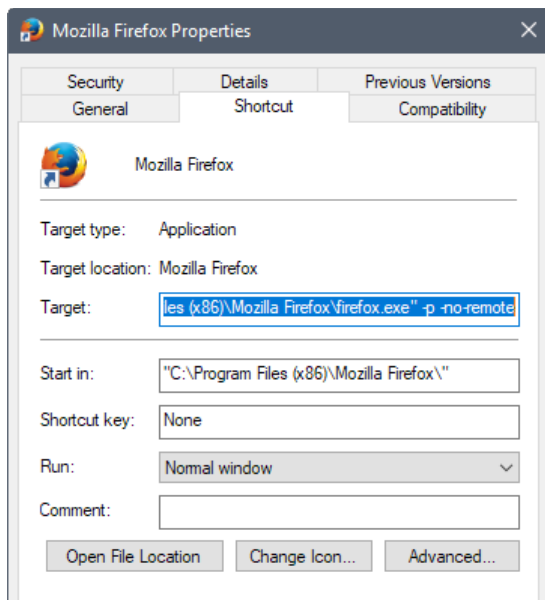 Mozilla Firefox Properties
Security Details Previous Versions
General Shortcut Compatibility
Mozilla Firefox
Target type: Application
Target location: Mozilla Firefox
Target: les (x86)\Mozilla Firefox\firefox.exe" -p -no-remote
Start in: "C:\Program Files (x86)\Mozilla Firefox\"
Shortcut key: None
Run: Normal window
Comment:
Open File Location Change Icon... Advanced...